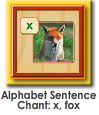 x
Alphabet Sentence
Chant: x, fox